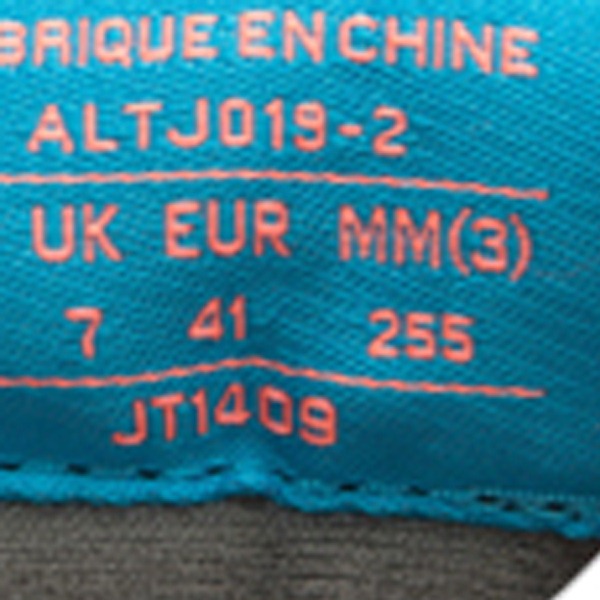 BRIQUE EN CHINE
ALTJ019-2
UK EUR MM(3)
7 41 255
JT1409